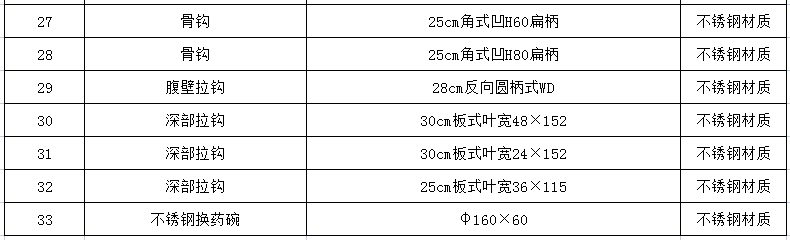 27 骨钩 25cm角式凹H60扁柄 不锈钢材质
28 骨钩 25cm角式凹H80扁柄 不锈钢材质
29 腹壁拉钩 28cm反向圆柄式WD 不锈钢材质
30 深部拉钩 30cm板式叶宽48×152 不锈钢材质
31 深部拉钩 30cm板式叶宽24×152 不锈钢材质
32 深部拉钩 25cm板式叶宽36×115 不锈钢材质
33 不锈钢换药碗 Φ160×60 不锈钢材质